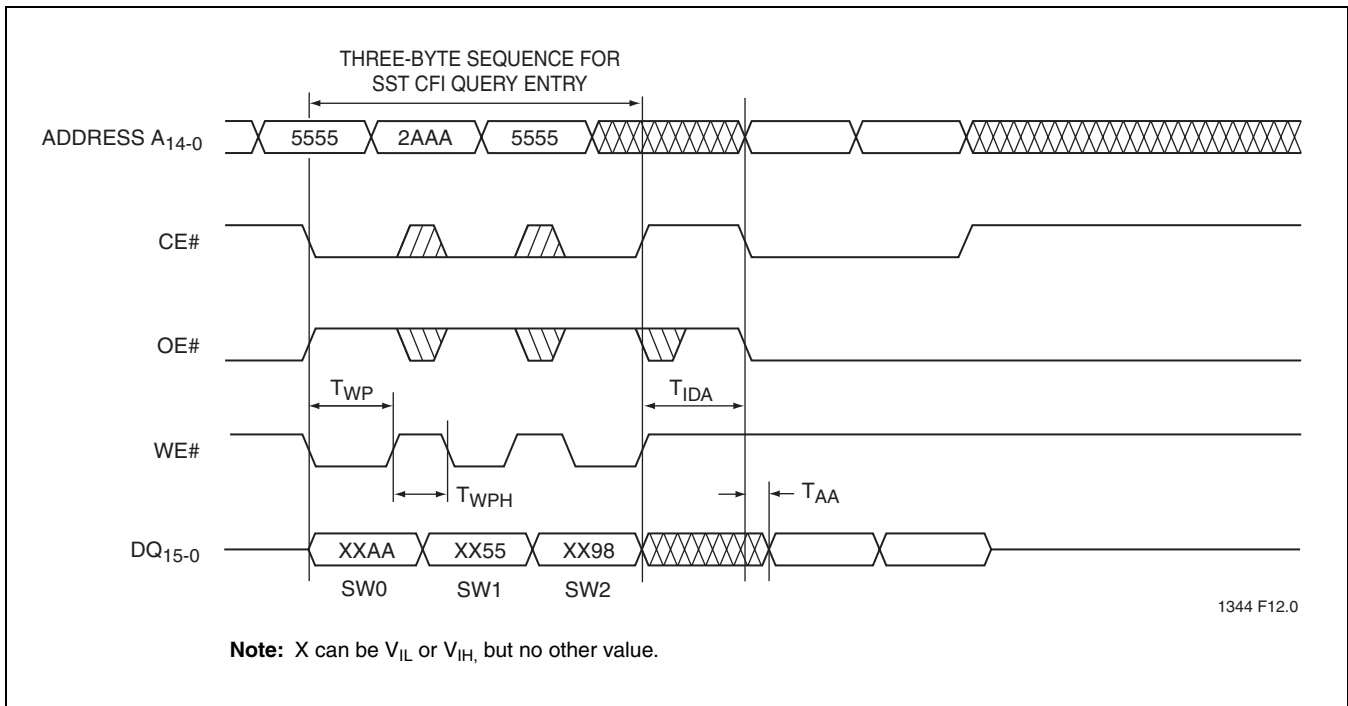 THREE-BYTE SEQUENCE FOR
SST CFI QUERY ENTRY
ADDRESS A14-0
5555 2AAA 5555
CE#
OE#
TWP TIDA
WE#
TWPH TAA
DQ15-0 XXAA XX55 XX98
SW0 SW1 SW2
1344 F12.0
Note: X can be VIL or VIH, but no other value.